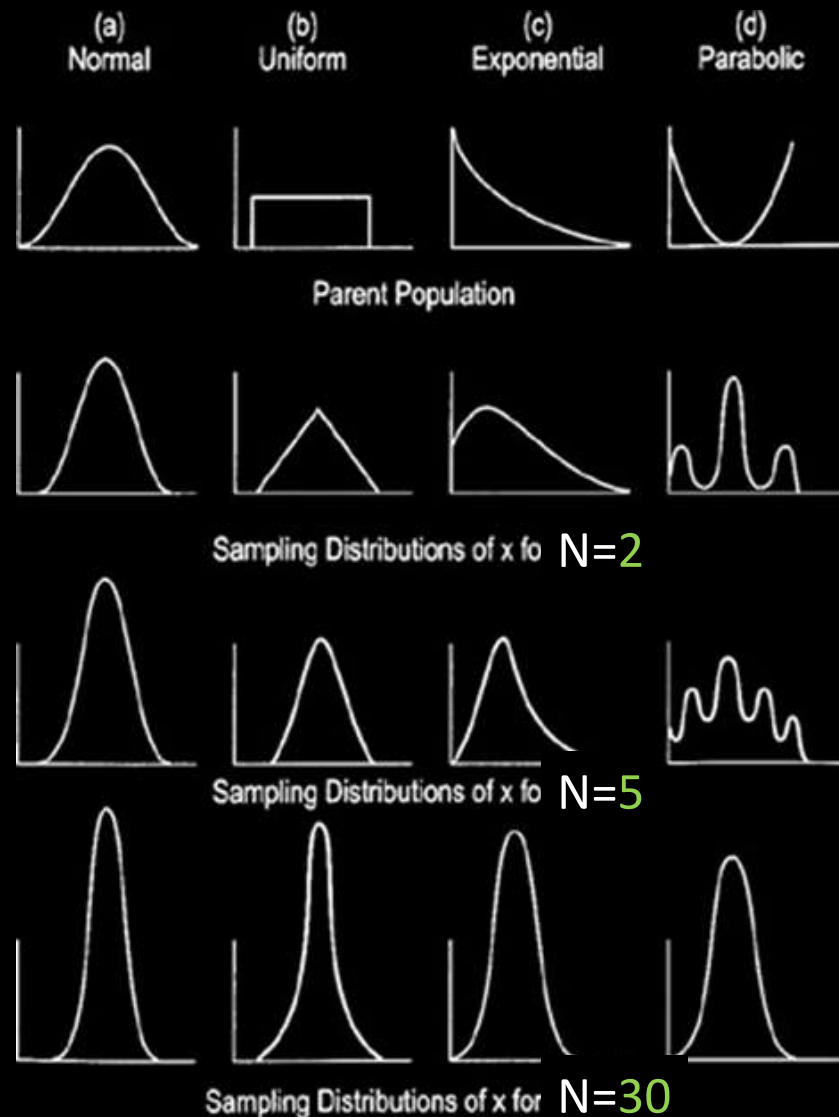 (a) (b) (c) (d)
Normal Uniform Exponential Parabolic
Parent Population
Sampling Distributions of x fo N=2
Sampling Distributions of x fo N=5
Sampling Distributions of x for N=30